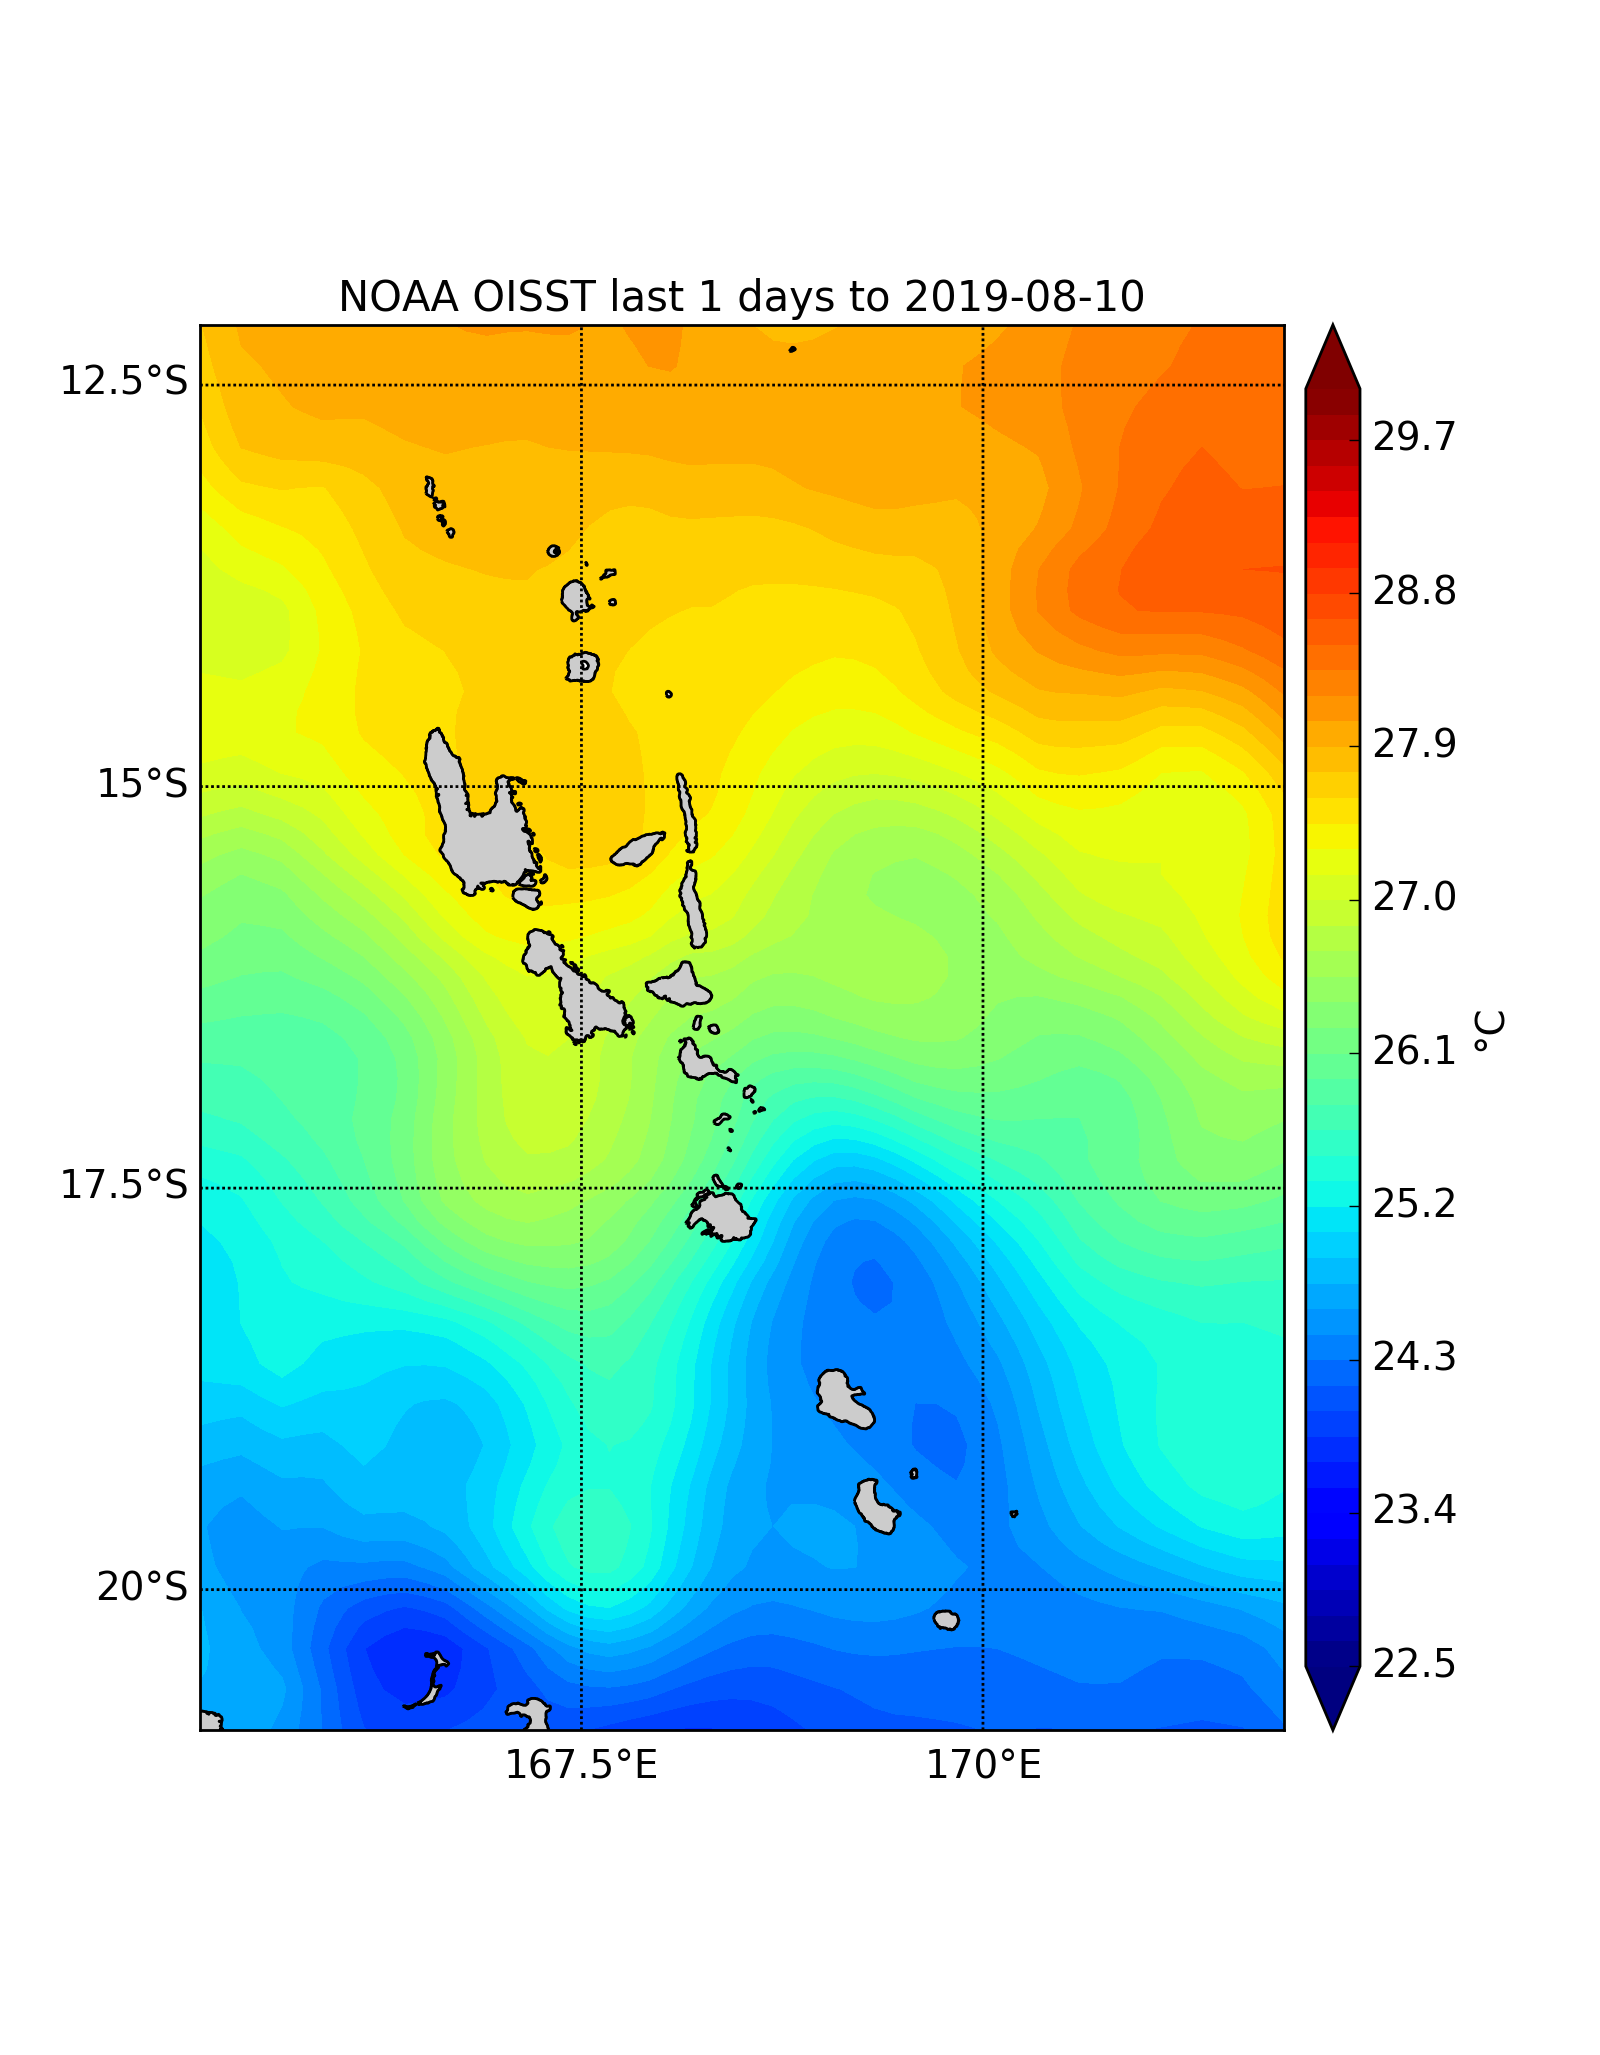 NOAA OISST last 1 days to 2019-08-10
12.5°S
15°S
17.5°S
20°S
167.5°E
170°E
29.7
28.8
27.9
27.0
26.1
25.2
24.3
23.4
22.5
°C